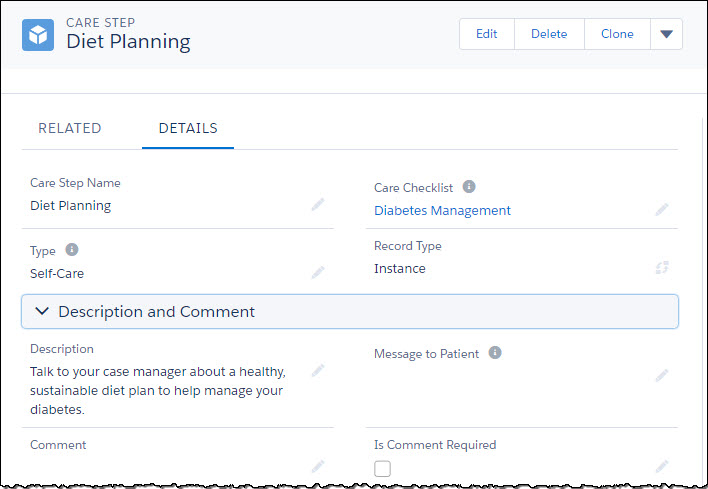 CARE STEP
Diet Planning
Edit
Delete
Clone
RELATED
DETAILS
Care Step Name
Diet Planning
Care Checklist
Diabetes Management
Type
Self-Care
Record Type
Instance
Description and Comment
Description
Talk to your case manager about a healthy,
sustainable diet plan to help manage your
diabetes.
Message to Patient
Comment
Is Comment Required